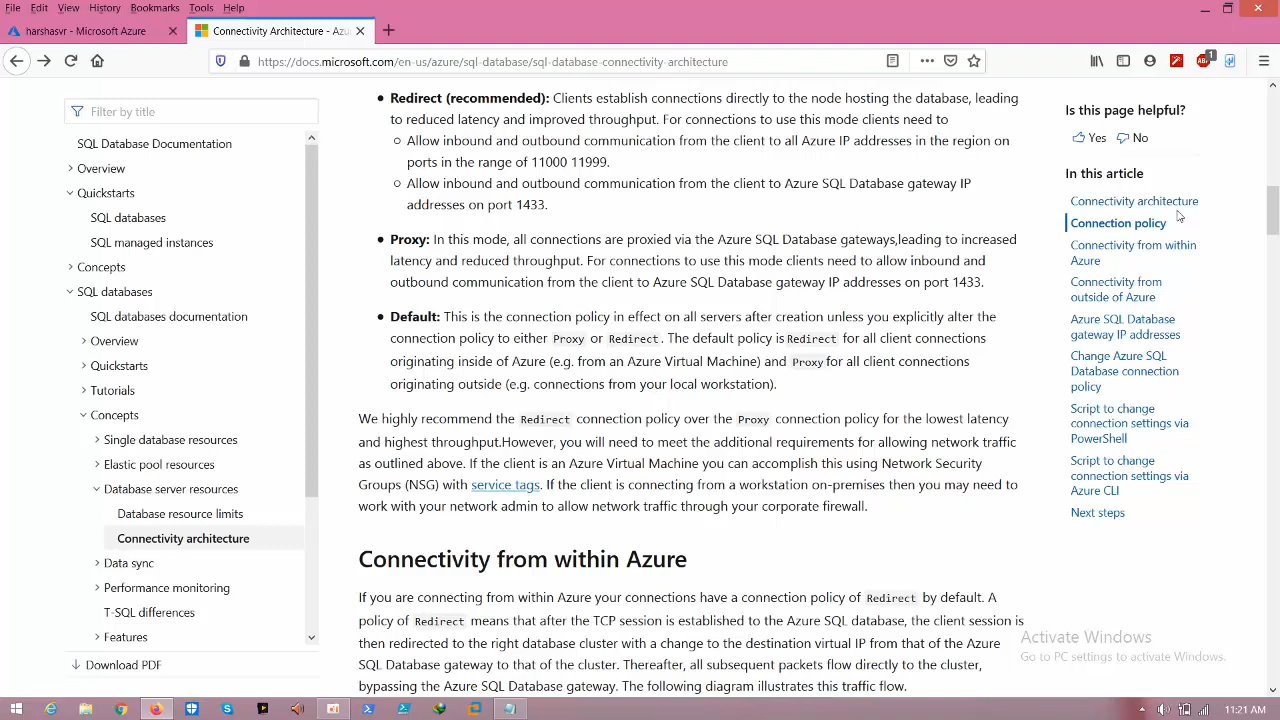 File Edit View History Bookmarks Tools Help
harshasvr - Microsoft Azure
Connectivity Architecture - Azu
https://docs.microsoft.com/en-us/azure/sql-database/sql-database-connectivity-architecture
1
Filter by title
SQL Database Documentation
Overview
Quickstarts
SQL databases
SQL managed instances
Concepts
SQL databases
SQL databases documentation
Overview
Quickstarts
Tutorials
Concepts
Single database resources
Elastic pool resources
Database server resources
Database resource limits
Connectivity architecture
Data sync
Performance monitoring
T-SQL differences
Features
Download PDF
• Redirect (recommended): Clients establish connections directly to the node hosting the database, leading
to reduced latency and improved throughput. For connections to use this mode clients need to
Allow inbound and outbound communication from the client to all Azure IP addresses in the region on
ports in the range of 11000 11999.
Allow inbound and outbound communication from the client to Azure SQL Database gateway IP
addresses on port 1433.
• Proxy: In this mode, all connections are proxied via the Azure SQL Database gateways,leading to increased
latency and reduced throughput. For connections to use this mode clients need to allow inbound and
outbound communication from the client to Azure SQL Database gateway IP addresses on port 1433.
• Default: This is the connection policy in effect on all servers after creation unless you explicitly alter the
connection policy to either Proxy or Redirect. The default policy is Redirect for all client connections
originating inside of Azure (e.g. from an Azure Virtual Machine) and Proxy for all client connections
originating outside (e.g. connections from your local workstation).
We highly recommend the Redirect connection policy over the Proxy connection policy for the lowest latency
and highest throughput.However, you will need to meet the additional requirements for allowing network traffic
as outlined above. If the client is an Azure Virtual Machine you can accomplish this using Network Security
Groups (NSG) with service tags. If the client is connecting from a workstation on-premises then you may need to
work with your network admin to allow network traffic through your corporate firewall.
Connectivity from within Azure
If you are connecting from within Azure your connections have a connection policy of Redirect by default. A
policy of Redirect means that after the TCP session is established to the Azure SQL database, the client session is
then redirected to the right database cluster with a change to the destination virtual IP from that of the Azure
SQL Database gateway to that of the cluster. Thereafter, all subsequent packets flow directly to the cluster,
bypassing the Azure SQL Database gateway. The following diagram illustrates this traffic flow.
Is this page helpful?
Yes No
In this article
Connectivity architecture
Connection policy
Connectivity from within
Azure
Connectivity from
outside of Azure
Azure SQL Database
gateway IP addresses
Change Azure SQL
Database connection
policy
Script to change
connection settings via
PowerShell
Script to change
connection settings via
Azure CLI
Next steps
Activate Windows
Go to PC settings to activate Windows.
11:21 AM